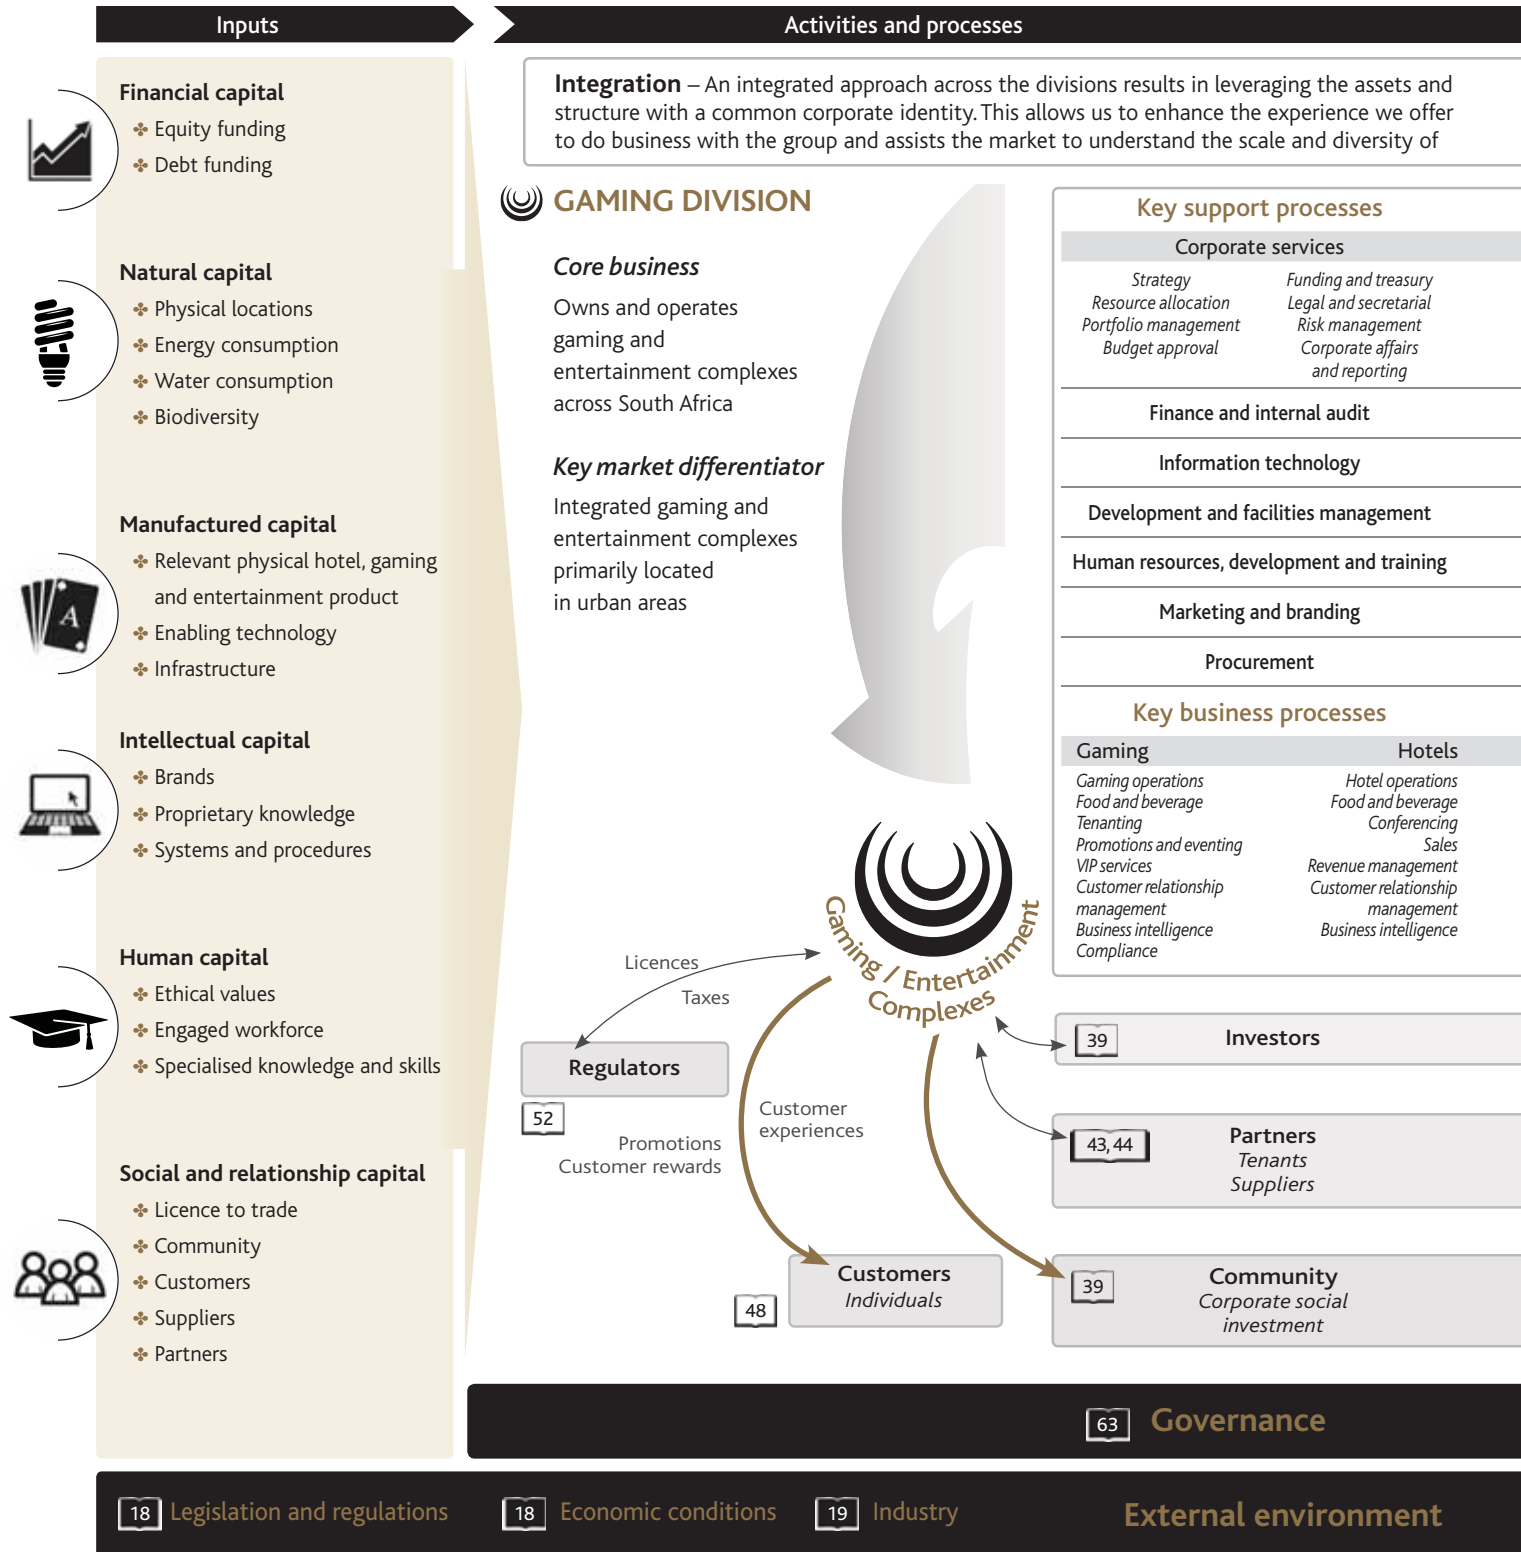 Inputs
Activities and processes
Financial capital
Equity funding
Debt funding
Natural capital
Physical locations
Energy consumption
Water consumption
Biodiversity
Manufactured capital
Relevant physical hotel, gaming
and entertainment product
Enabling technology
Infrastructure
A
Intellectual capital
Brands
Proprietary knowledge
Systems and procedures
Human capital
Ethical values
Engaged workforce
Specialised knowledge and skills
Social and relationship capital
Licence to trade
Community
Customers
Suppliers
Partners
Integration – An integrated approach across the divisions results in leveraging the assets and
structure with a common corporate identity. This allows us to enhance the experience we offer
to do business with the group and assists the market to understand the scale and diversity of
GAMING DIVISION
Core business
Owns and operates
gaming and
entertainment complexes
across South Africa
Key market differentiator
Integrated gaming and
entertainment complexes
primarily located
in urban areas
Key support processes
Corporate services
Strategy
Resource allocation
Portfolio management
Budget approval
Funding and treasury
Legal and secretarial
Risk management
Corporate affairs
and reporting
Finance and internal audit
Information technology
Development and facilities management
Human resources, development and training
Marketing and branding
Procurement
Key business processes
Gaming
Gaming operations
Food and beverage
Tenanting
Promotions and eventing
VIP services
Customer relationship
management
Business intelligence
Compliance
Hotels
Hotel operations
Food and beverage
Conferencing
Sales
Revenue management
Customer relationship
management
Business intelligence
Gaming / Entertainment
Complexes
Licences
Taxes
Regulators
52
Promotions
Customer rewards
Customer
experiences
39
Investors
43, 44
Partners
Tenants
Suppliers
48
Customers
Individuals
39
Community
Corporate social
investment
63 Governance
18 Legislation and regulations
18 Economic conditions
19 Industry
External environment